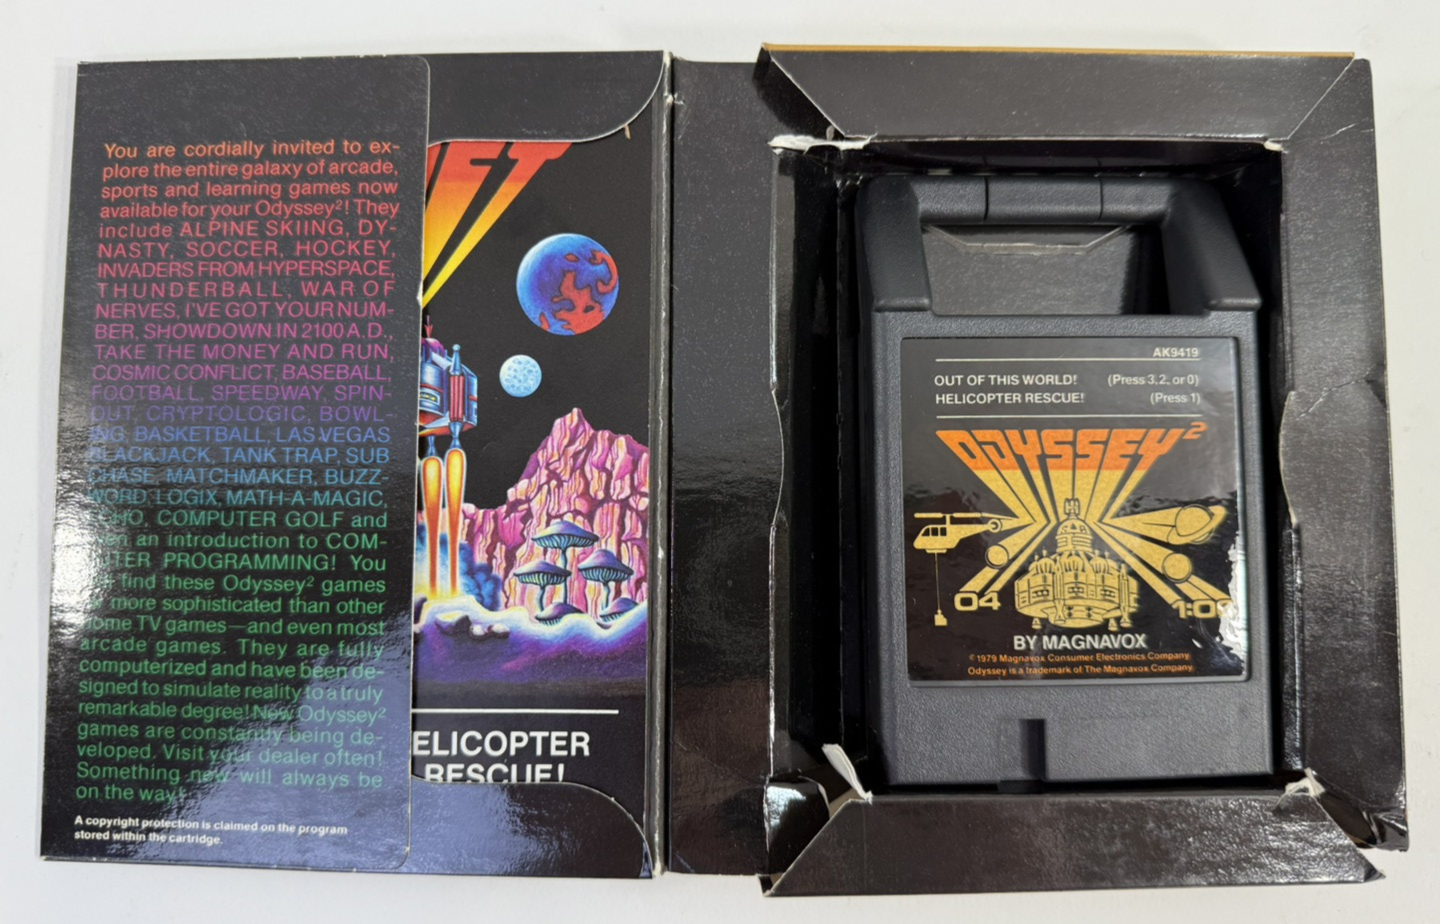 You are cordially invited to ex-
plore the entire galaxy of arcade,
sports and learning games now
available for your Odyssey²! They
include ALPINE SKIING, DY-
NASTY, SOCCER, HOCKEY,
INVADERS FROM HYPERSPACE,
THUNDERBALL, WAR OF
NERVES, I'VE GOT YOUR NUM-
BER, SHOWDOWN IN 2100 A.D.,
TAKE THE MONEY AND RUN,
COSMIC CONFLICT, BASEBALL,
FOOTBALL, SPEEDWAY, SPIN-
OUT, CRYPTOLOGIC, BOWL-
ING, BASKETBALL, LAS VEGAS
BLACKJACK, TANK TRAP, SUB
CHASE, MATCHMAKER, BUZZ-
WORD, LOGIX, MATH-A-MAGIC,
COMPUTER GOLF and
an introduction to COM-
PROGRAMMING! You
find these Odyssey² games
more sophisticated than other
home TV games—and even most
arcade games. They are fully
computerized and have been de-
signed to simulate reality to a truly
remarkable degree! New Odyssey²
games are constantly being de-
veloped. Visit your dealer often!
Something new will always be
on the way!
A copyright protection is claimed on the program
stored within the cartridge.
ELICOPTER
RESCUE!
AK9419
OUT OF THIS WORLD! (Press 3, 2, or 0)
HELICOPTER RESCUE! (Press 1)
ODYSSEY²
04 1:09
BY MAGNAVOX
© 1979 Magnavox Consumer Electronics Company
Odyssey is a trademark of The Magnavox Company